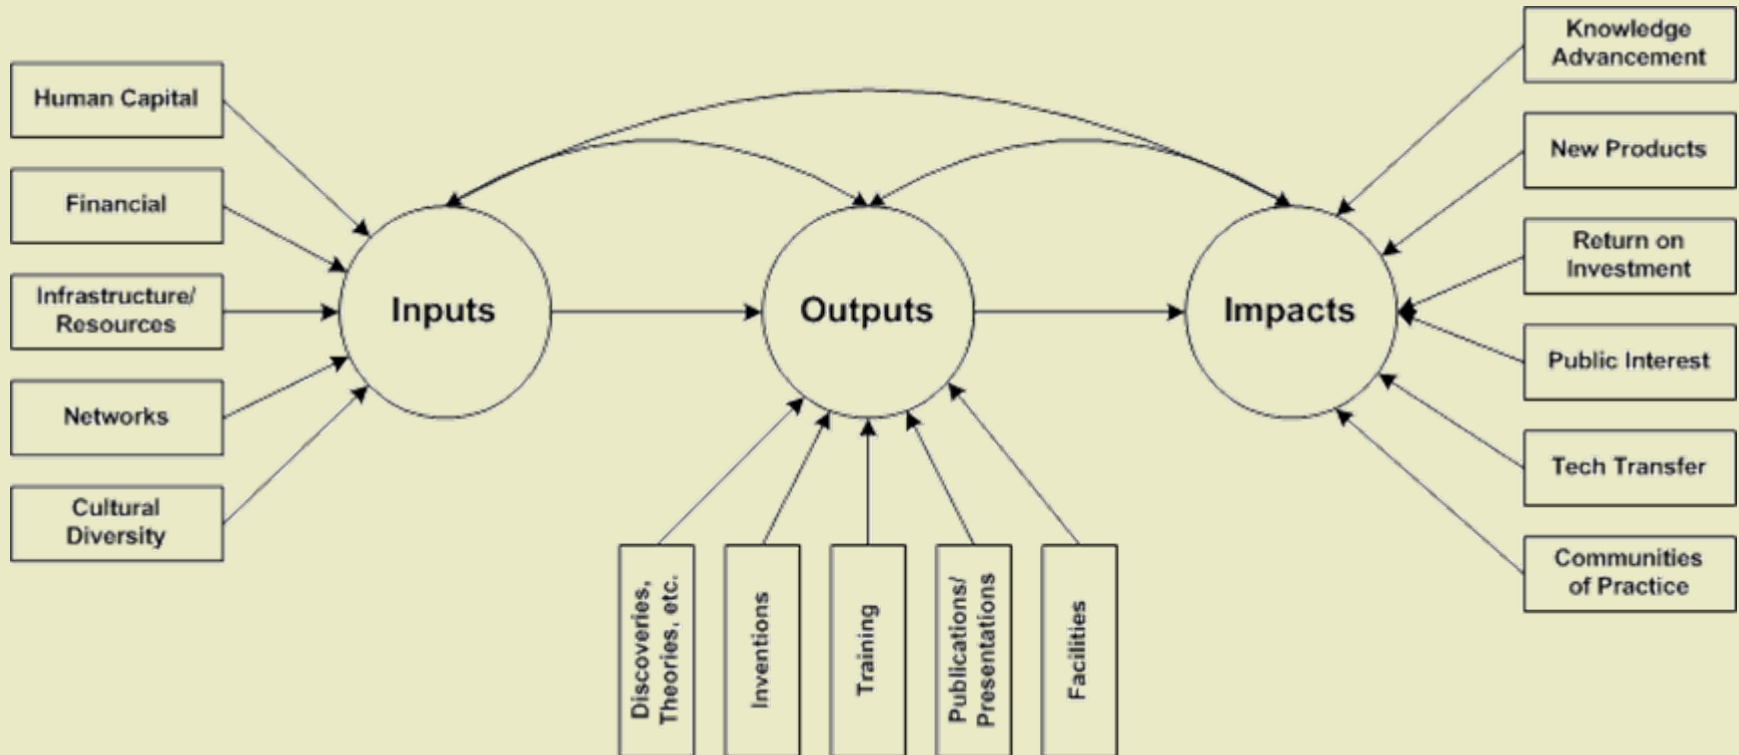 Human Capital
Financial
Infrastructure/
Resources
Networks
Cultural
Diversity
Inputs
Outputs
Impacts
Discoveries,
Theories, etc.
Inventions
Training
Publications/
Presentations
Facilities
Knowledge
Advancement
New Products
Return on
Investment
Public Interest
Tech Transfer
Communities
of Practice